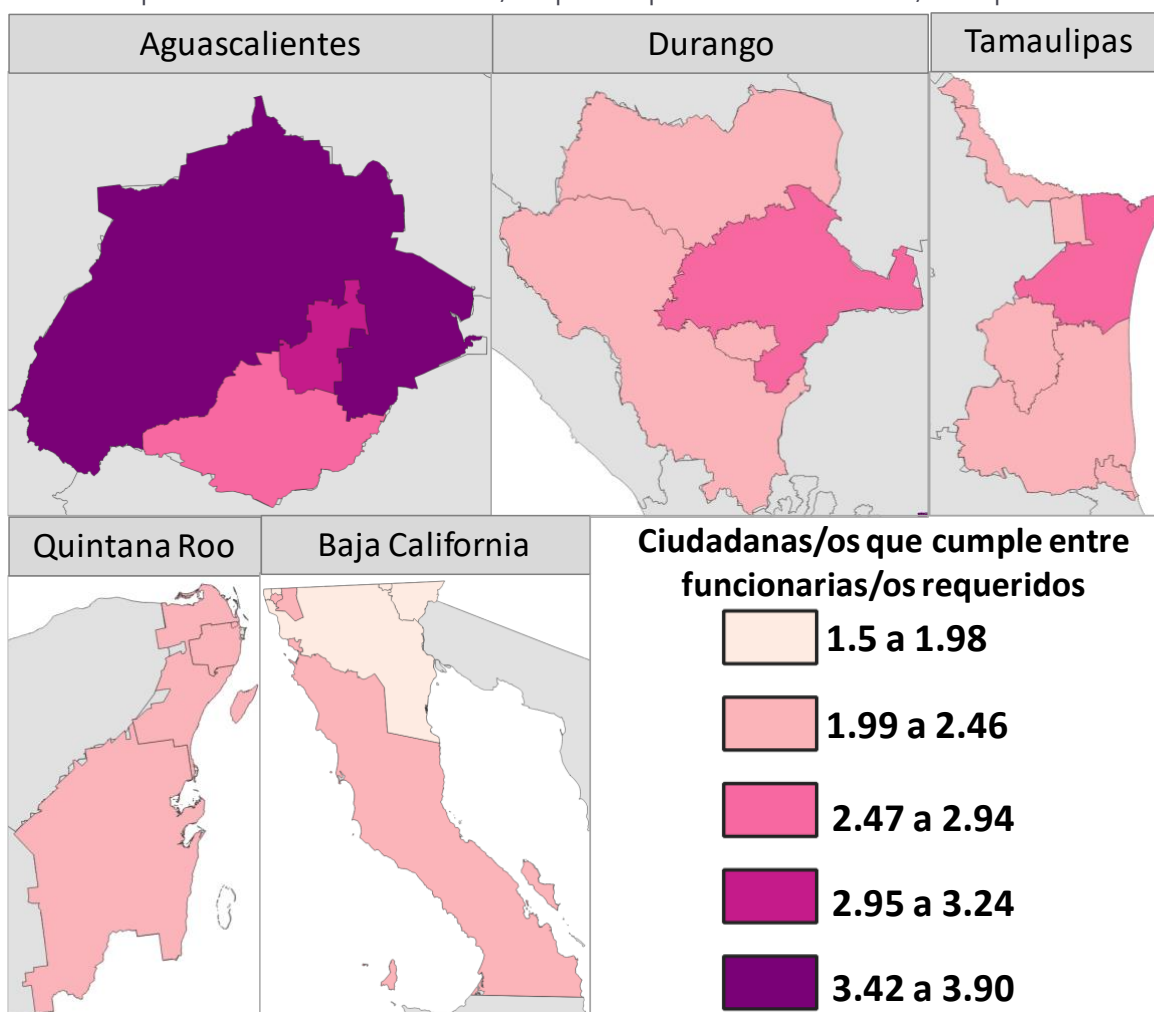 Aguascalientes
Durango
Tamaulipas
Quintana Roo
Baja California
Ciudadanas/os que cumple entre
funcionarias/os requeridos
1.5 a 1.98
1.99 a 2.46
2.47 a 2.94
2.95 a 3.24
3.42 a 3.90